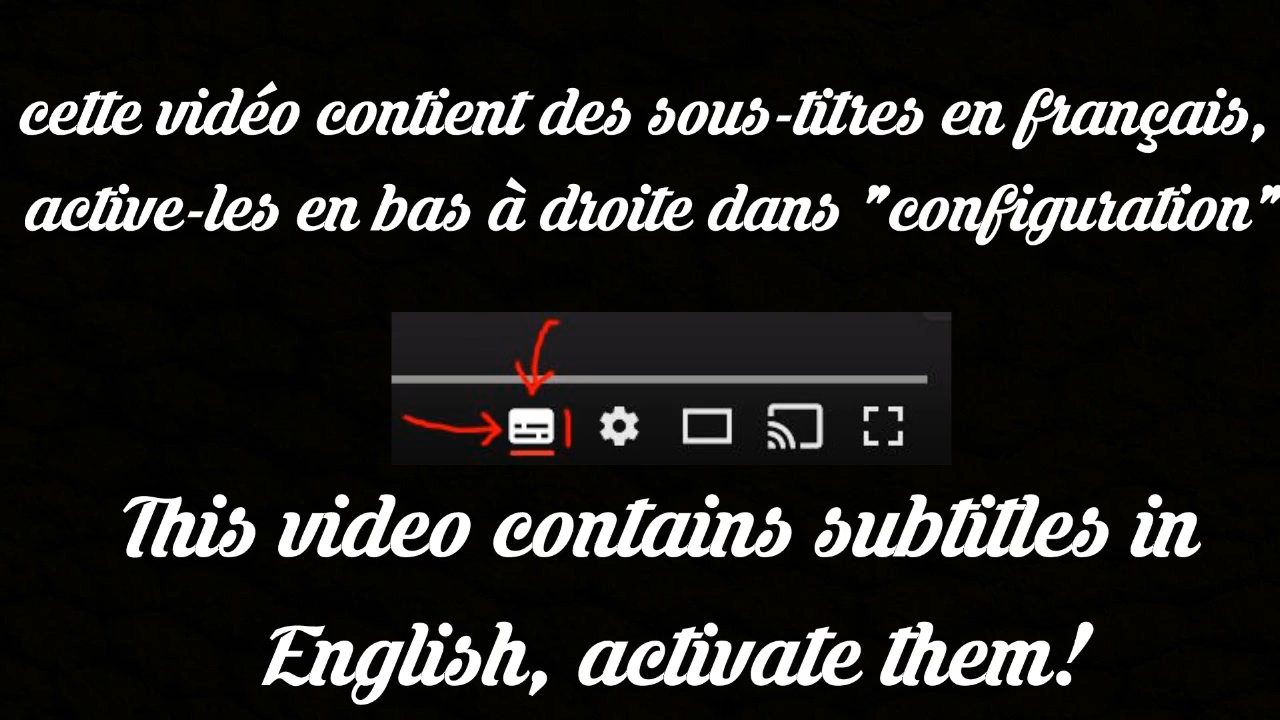 cette vidéo contient des sous-titres en français,
active-les en bas à droite dans "configuration"
This video contains subtitles in
English, activate them!